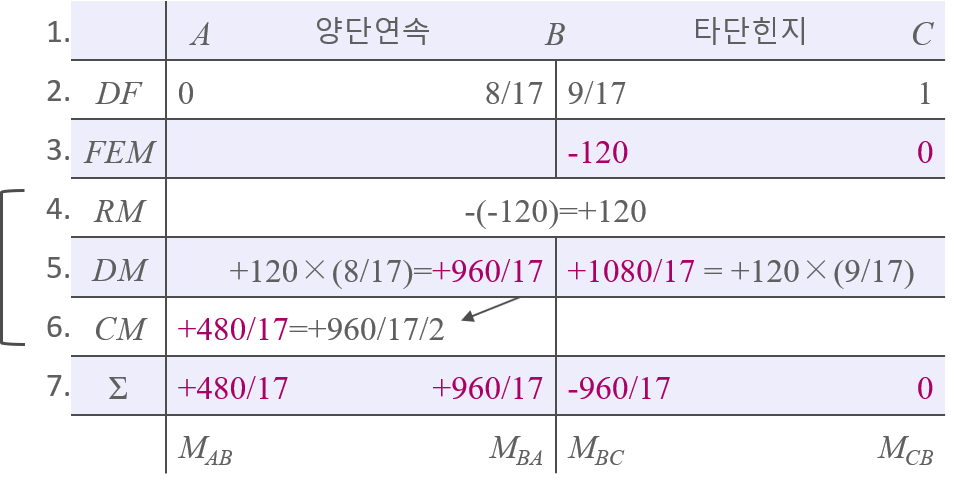 1. A 양단연속 B 타단힌지 C
2. DF 0 8/17 9/17 1
3. FEM -120 0
4. RM -(-120)=+120
5. DM +120×(8/17)=+960/17 +1080/17 = +120×(9/17)
6. CM +480/17=+960/17/2
7. Σ +480/17 +960/17 -960/17 0
M_AB M_BA M_BC M_CB